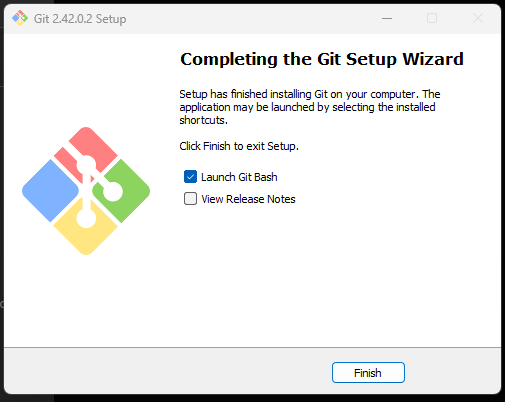 Git 2.42.0.2 Setup
Completing the Git Setup Wizard
Setup has finished installing Git on your computer. The
application may be launched by selecting the installed
shortcuts.
Click Finish to exit Setup.
Launch Git Bash
View Release Notes
Finish